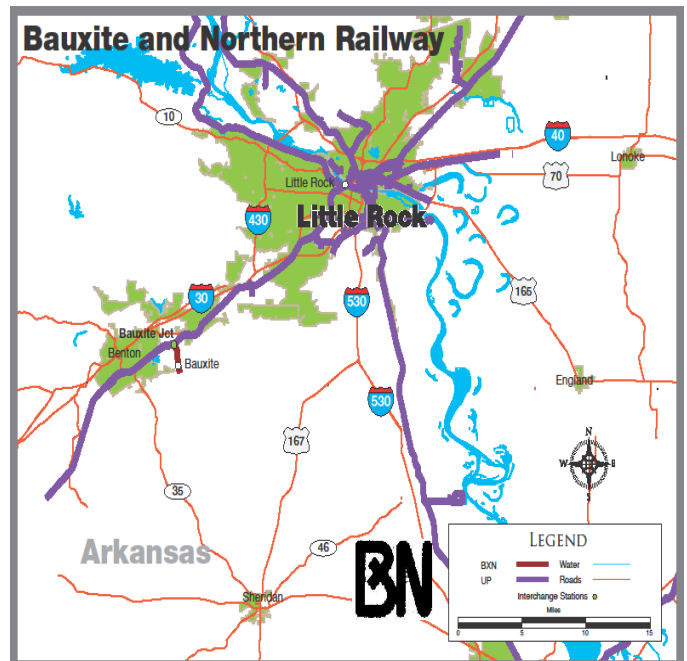 Bauxite and Northern Railway
10
40
Lonoke
70
Little Rock
Little Rock
430
165
30
530
Bauxite Jct
Benton
Bauxite
England
530
167
N
W E
S
35
Arkansas
46
BXN
Sheridan
LEGEND
BXN Water
UP Roads
Interchange Stations
Miles
0 5 10 15